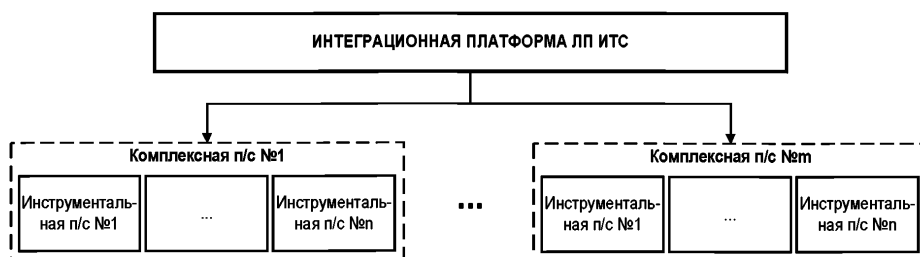 ИНТЕГРАЦИОННАЯ ПЛАТФОРМА ЛП ИТС
Комплексная п/с №1
Инструменталь-
ная п/с №1
...
Инструменталь-
ная п/с №n
...
Комплексная п/с №m
Инструменталь-
ная п/с №1
...
Инструменталь-
ная п/с №n